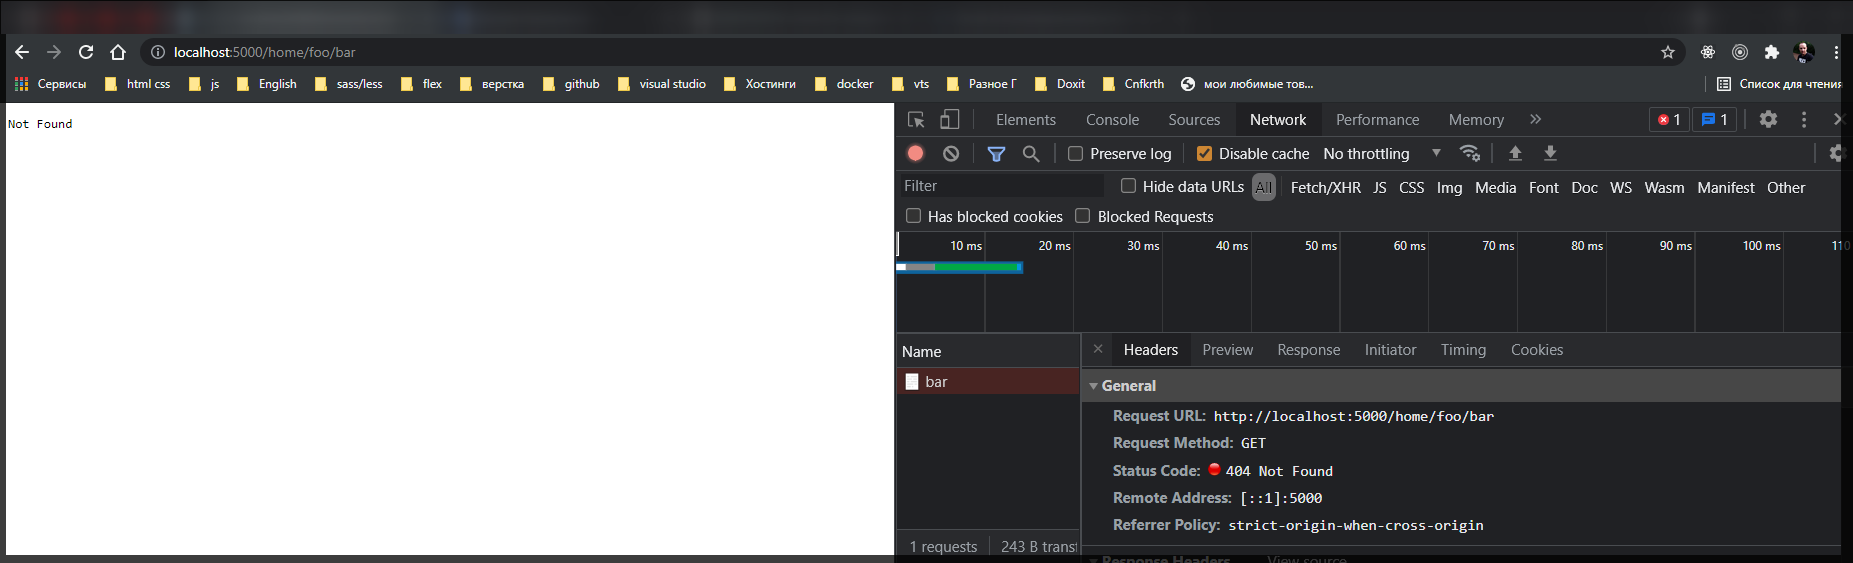 localhost:5000/home/foo/bar
Сервисы html css js English sass/less flex верстка github visual studio Хостинги docker vts Разное Г Doxit Cnfkrth мои любимые тов... Список для чтения
Not Found
Elements Console Sources Network Performance Memory » 1 1
Preserve log Disable cache No throttling
Filter Hide data URLs All Fetch/XHR JS CSS Img Media Font Doc WS Wasm Manifest Other
Has blocked cookies Blocked Requests
10 ms 20 ms 30 ms 40 ms 50 ms 60 ms 70 ms 80 ms 90 ms 100 ms 110
Name × Headers Preview Response Initiator Timing Cookies
bar
General
Request URL: http://localhost:5000/home/foo/bar
Request Method: GET
Status Code: 404 Not Found
Remote Address: [::1]:5000
Referrer Policy: strict-origin-when-cross-origin
1 requests 243 B transf
Response Headers View source